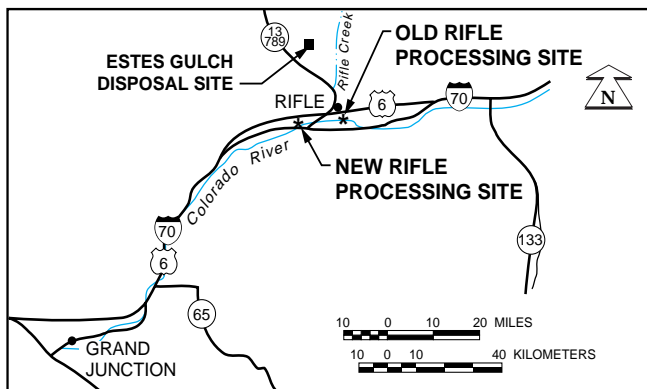 13
789
Rifle Creek
OLD RIFLE
PROCESSING SITE
ESTES GULCH
DISPOSAL SITE
RIFLE
6
70
N
NEW RIFLE
PROCESSING SITE
Colorado River
70
6
133
65
GRAND
JUNCTION
10 0 10 20 MILES
10 0 10 40 KILOMETERS